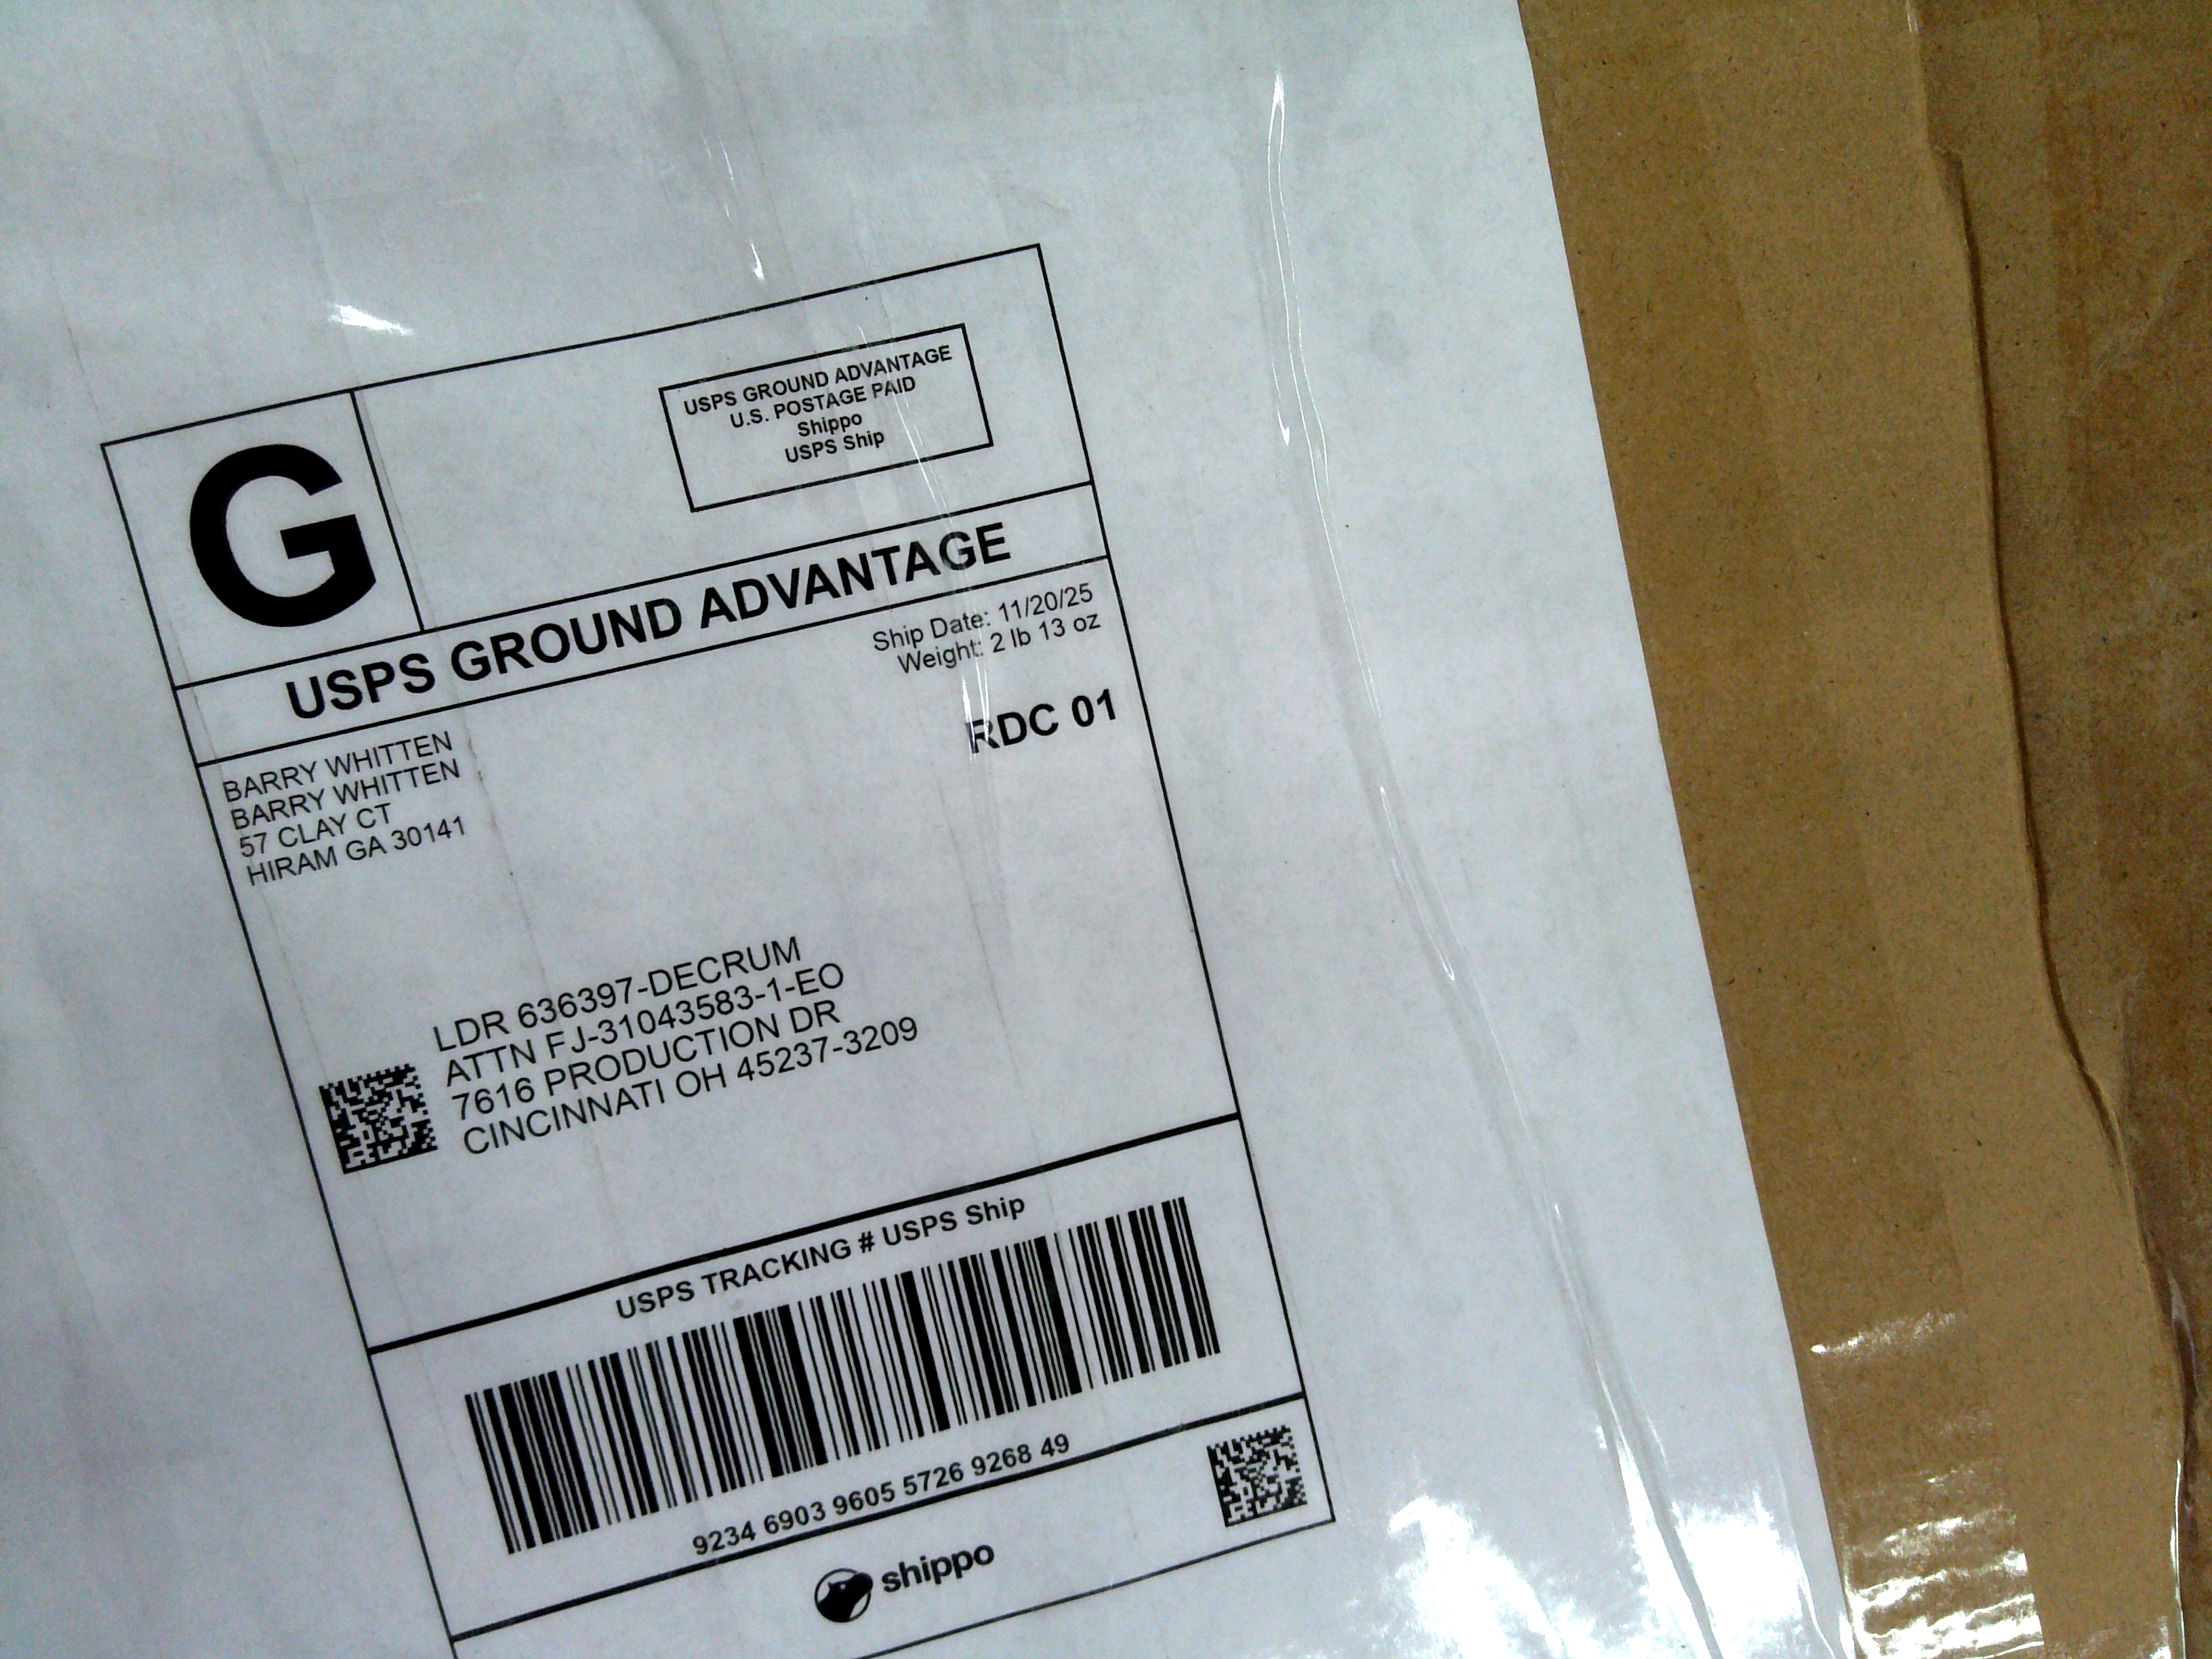 USPS GROUND ADVANTAGE
U.S. POSTAGE PAID
Shippo
USPS Ship
G
USPS GROUND ADVANTAGE
Ship Date: 11/20/25
Weight: 2 lb 13 oz
RDC 01
BARRY WHITTEN
BARRY WHITTEN
57 CLAY CT
HIRAM GA 30141
LDR 636397-DECRUM
ATTN FJ-31043583-1-EO
7616 PRODUCTION DR
CINCINNATI OH 45237-3209
USPS TRACKING # USPS Ship
9234 6903 9605 5726 9268 49
shippo